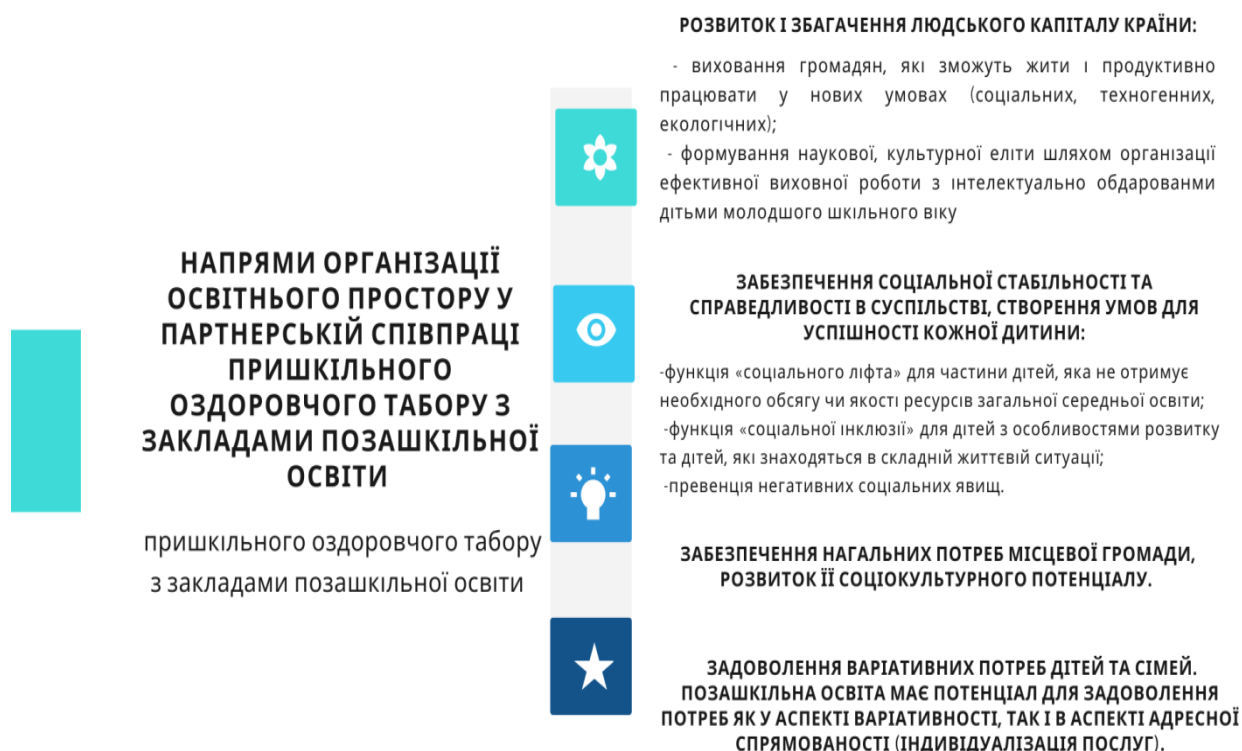 НАПРЯМИ ОРГАНІЗАЦІЇ
ОСВІТНЬОГО ПРОСТОРУ У
ПАРТНЕРСЬКІЙ СПІВПРАЦІ
ПРИШКІЛЬНОГО
ОЗДОРОВЧОГО ТАБОРУ З
ЗАКЛАДАМИ ПОЗАШКІЛЬНОЇ
ОСВІТИ
пришкільного оздоровчого табору
з закладами позашкільної освіти
РОЗВИТОК І ЗБАГАЧЕННЯ ЛЮДСЬКОГО КАПІТАЛУ КРАЇНИ:
- виховання громадян, які зможуть жити і продуктивно
працювати у нових умовах (соціальних, техногенних,
екологічних);
- формування наукової, культурної еліти шляхом організації
ефективної виховної роботи з інтелектуально обдарованми
дітьми молодшого шкільного віку
ЗАБЕЗПЕЧЕННЯ СОЦІАЛЬНОЇ СТАБІЛЬНОСТІ ТА
СПРАВЕДЛИВОСТІ В СУСПІЛЬСТВІ, СТВОРЕННЯ УМОВ ДЛЯ
УСПІШНОСТІ КОЖНОЇ ДИТИНИ:
-функція «соціального ліфта» для частини дітей, яка не отримує
необхідного обсягу чи якості ресурсів загальної середньої освіти;
-функція «соціальної інклюзії» для дітей з особливостями розвитку
та дітей, які знаходяться в складній життєвій ситуації;
-превенція негативних соціальних явищ.
ЗАБЕЗПЕЧЕННЯ НАГАЛЬНИХ ПОТРЕБ МІСЦЕВОЇ ГРОМАДИ,
РОЗВИТОК ЇЇ СОЦІОКУЛЬТУРНОГО ПОТЕНЦІАЛУ.
ЗАДОВОЛЕННЯ ВАРІАТИВНИХ ПОТРЕБ ДІТЕЙ ТА СІМЕЙ.
ПОЗАШКІЛЬНА ОСВІТА МАЄ ПОТЕНЦІАЛ ДЛЯ ЗАДОВОЛЕННЯ
ПОТРЕБ ЯК У АСПЕКТІ ВАРІАТИВНОСТІ, ТАК І В АСПЕКТІ АДРЕСНОЇ
СПРЯМОВАНОСТІ (ІНДИВІДУАЛІЗАЦІЯ ПОСЛУГ).